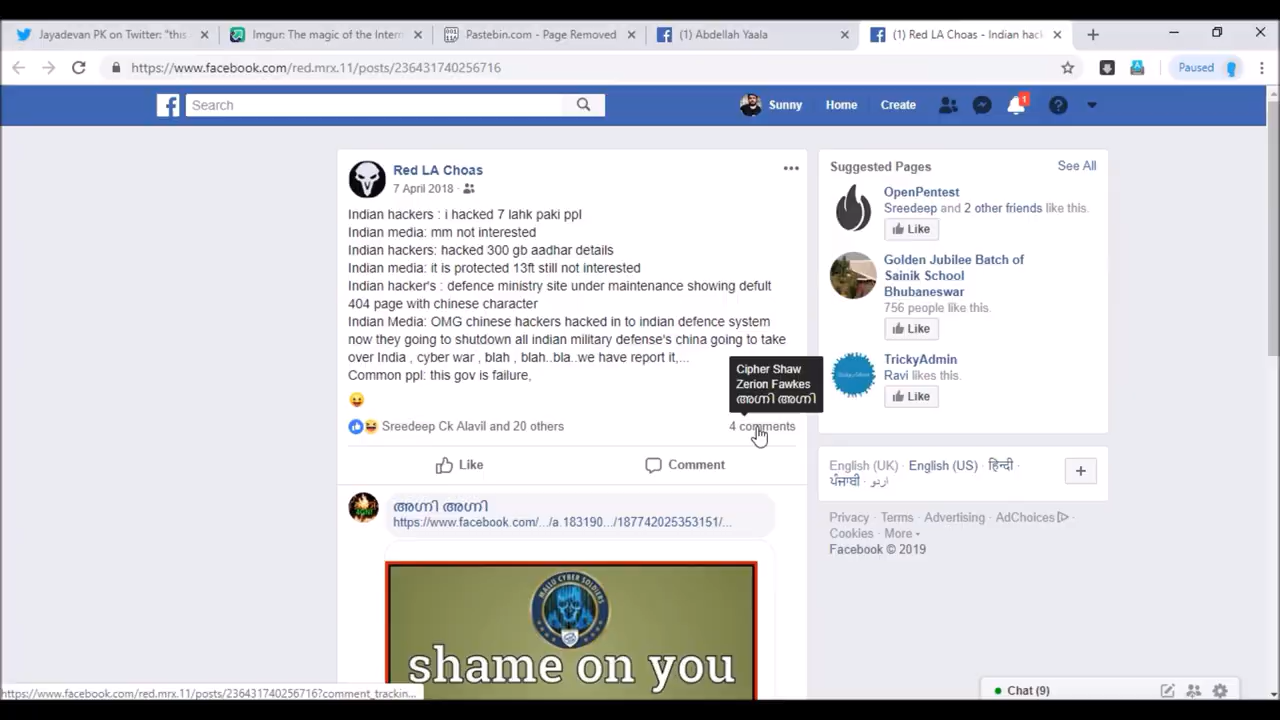 Jayadevan PK on Twitter: "this
Imgur: The magic of the Intern
Pastebin.com - Page Removed
(1) Abdellah Yaala
(1) Red LA Choas - Indian hack
https://www.facebook.com/red.mrx.11/posts/236431740256716
Paused
Search
Sunny
Home
Create
1
Red LA Choas
7 April 2018
Indian hackers : i hacked 7 lahk paki ppl
Indian media: mm not interested
Indian hackers: hacked 300 gb aadhar details
Indian media: it is protected 13ft still not interested
Indian hacker's : defence ministry site under maintenance showing defult
404 page with chinese character
Indian Media: OMG chinese hackers hacked in to indian defence system
now they going to shutdown all indian military defense's china going to take
over India , cyber war , blah , blah..bla..we have report it,...
Common ppl: this gov is failure,
Cipher Shaw
Zerion Fawkes
അഗ്നി അഗ്നി
Sreedeep Ck Alavil and 20 others
4 comments
Like
Comment
അഗ്നി അഗ്നി
https://www.facebook.com/.../a.183190.../187742025353151/...
MALLU CYBER SOLDIERS
shame on you
Suggested Pages
See All
OpenPentest
Sreedeep and 2 other friends like this.
Like
Golden Jubilee Batch of
Sainik School
Bhubaneswar
756 people like this.
Like
TrickyAdmin
Ravi likes this.
Like
English (UK) · English (US) · हिन्दी ·
ਪੰਜਾਬੀ · اردو
Privacy · Terms · Advertising · AdChoices ·
Cookies · More
Facebook © 2019
https://www.facebook.com/red.mrx.11/posts/236431740256716?comment_trackin...
Chat (9)